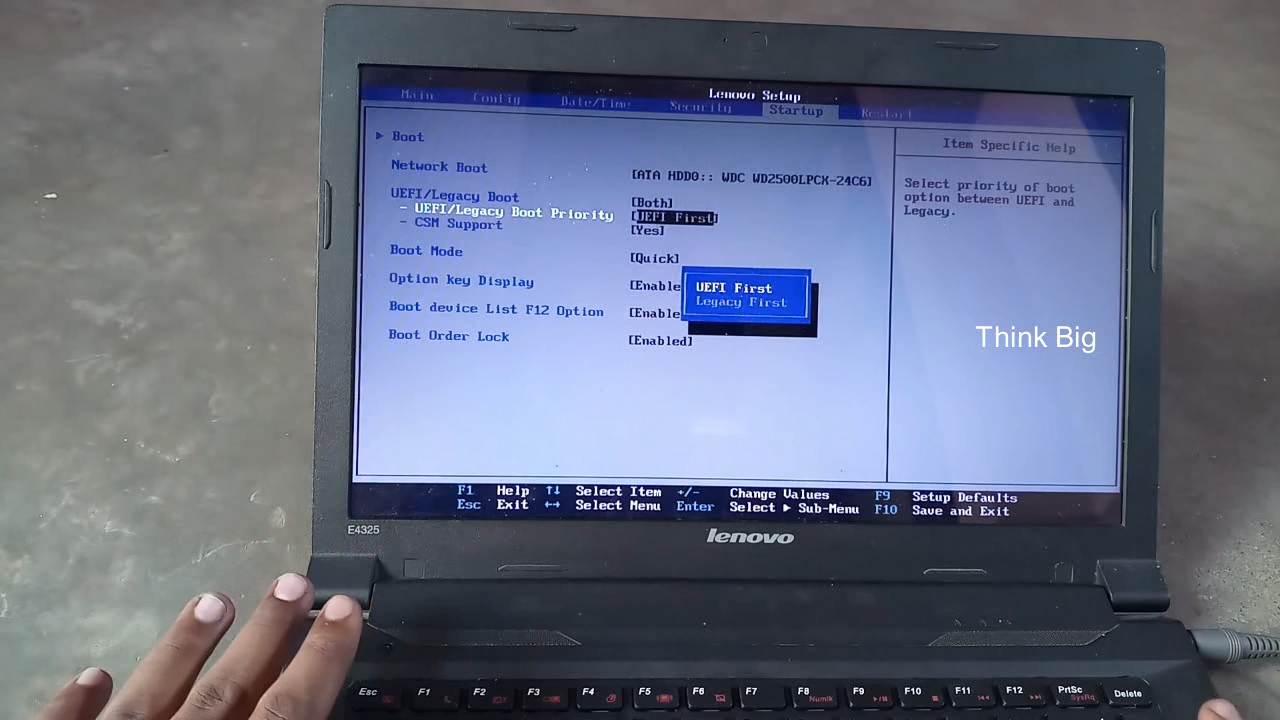 Lenovo Setup
Main Config Date/Time Security Startup Restart
Boot
Network Boot [ATA HDD0:: WDC WD2500LPCX-24C6]
UEFI/Legacy Boot [Both]
- UEFI/Legacy Boot Priority [UEFI First]
- CSM Support [Yes]
Boot Mode [Quick]
Option key Display [Enable
Boot device List F12 Option [Enable
Boot Order Lock [Enabled]
UEFI First
Legacy First
Item Specific Help
Select priority of boot
option between UEFI and
Legacy.
Think Big
F1 Help ↑↓ Select Item +/- Change Values F9 Setup Defaults
Esc Exit ←→ Select Menu Enter Select ▶ Sub-Menu F10 Save and Exit
E4325
lenovo
Esc F1 F2 F3 F4 F5 F6 F7 F8 NumLk F9 F10 F11 F12 PrtSc SysRq Delete